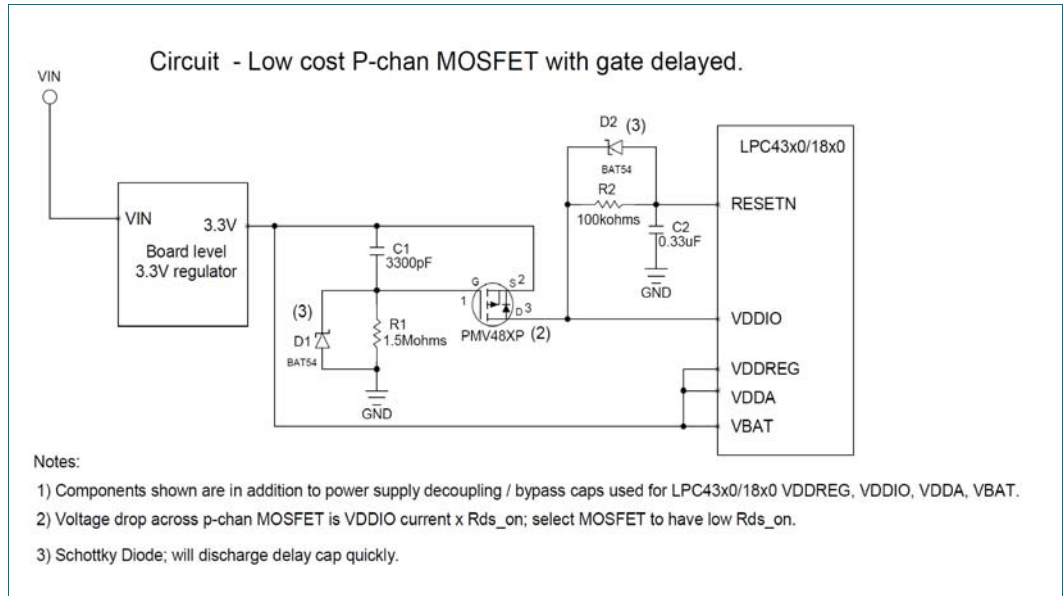 Circuit - Low cost P-chan MOSFET with gate delayed.
VIN
VIN
3.3V
Board level
3.3V regulator
C1
3300pF
(3)
D1
BAT54
R1
1.5Mohms
GND
G
S
2
1
D
3
PMV48XP (2)
D2 (3)
BAT54
R2
100kohms
C2
0.33uF
GND
LPC43x0/18x0
RESETN
VDDIO
VDDREG
VDDA
VBAT
Notes:
1) Components shown are in addition to power supply decoupling / bypass caps used for LPC43x0/18x0 VDDREG, VDDIO, VDDA, VBAT.
2) Voltage drop across p-chan MOSFET is VDDIO current x Rds_on; select MOSFET to have low Rds_on.
3) Schottky Diode; will discharge delay cap quickly.